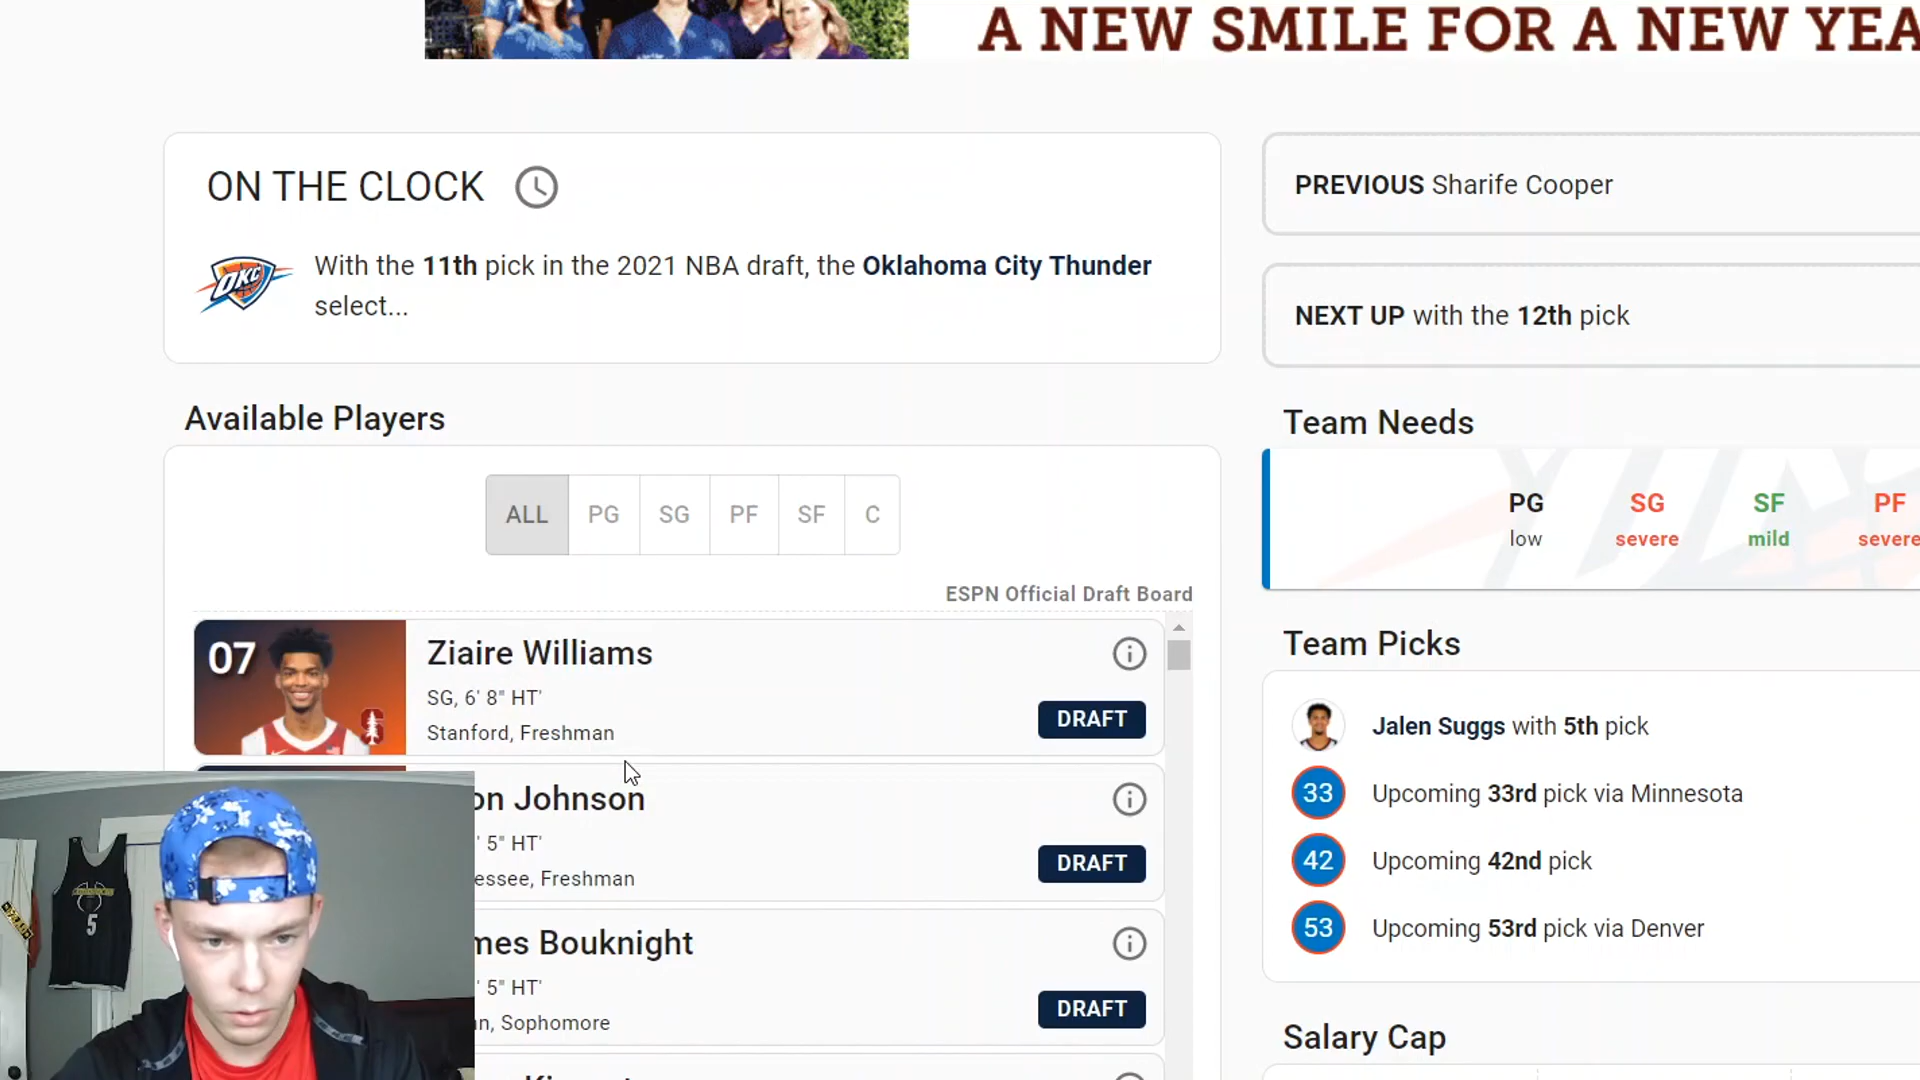 A NEW SMILE FOR A NEW YEA
ON THE CLOCK
With the 11th pick in the 2021 NBA draft, the Oklahoma City Thunder
select...
OKC
PREVIOUS Sharife Cooper
NEXT UP with the 12th pick
Available Players
ALL PG SG PF SF C
ESPN Official Draft Board
07
Ziaire Williams
SG, 6' 8" HT'
Stanford, Freshman
DRAFT
on Johnson
' 5" HT'
essee, Freshman
DRAFT
mes Bouknight
' 5" HT'
n, Sophomore
DRAFT
5
Team Needs
PG SG SF PF
low severe mild severe
Team Picks
Jalen Suggs with 5th pick
33 Upcoming 33rd pick via Minnesota
42 Upcoming 42nd pick
53 Upcoming 53rd pick via Denver
Salary Cap